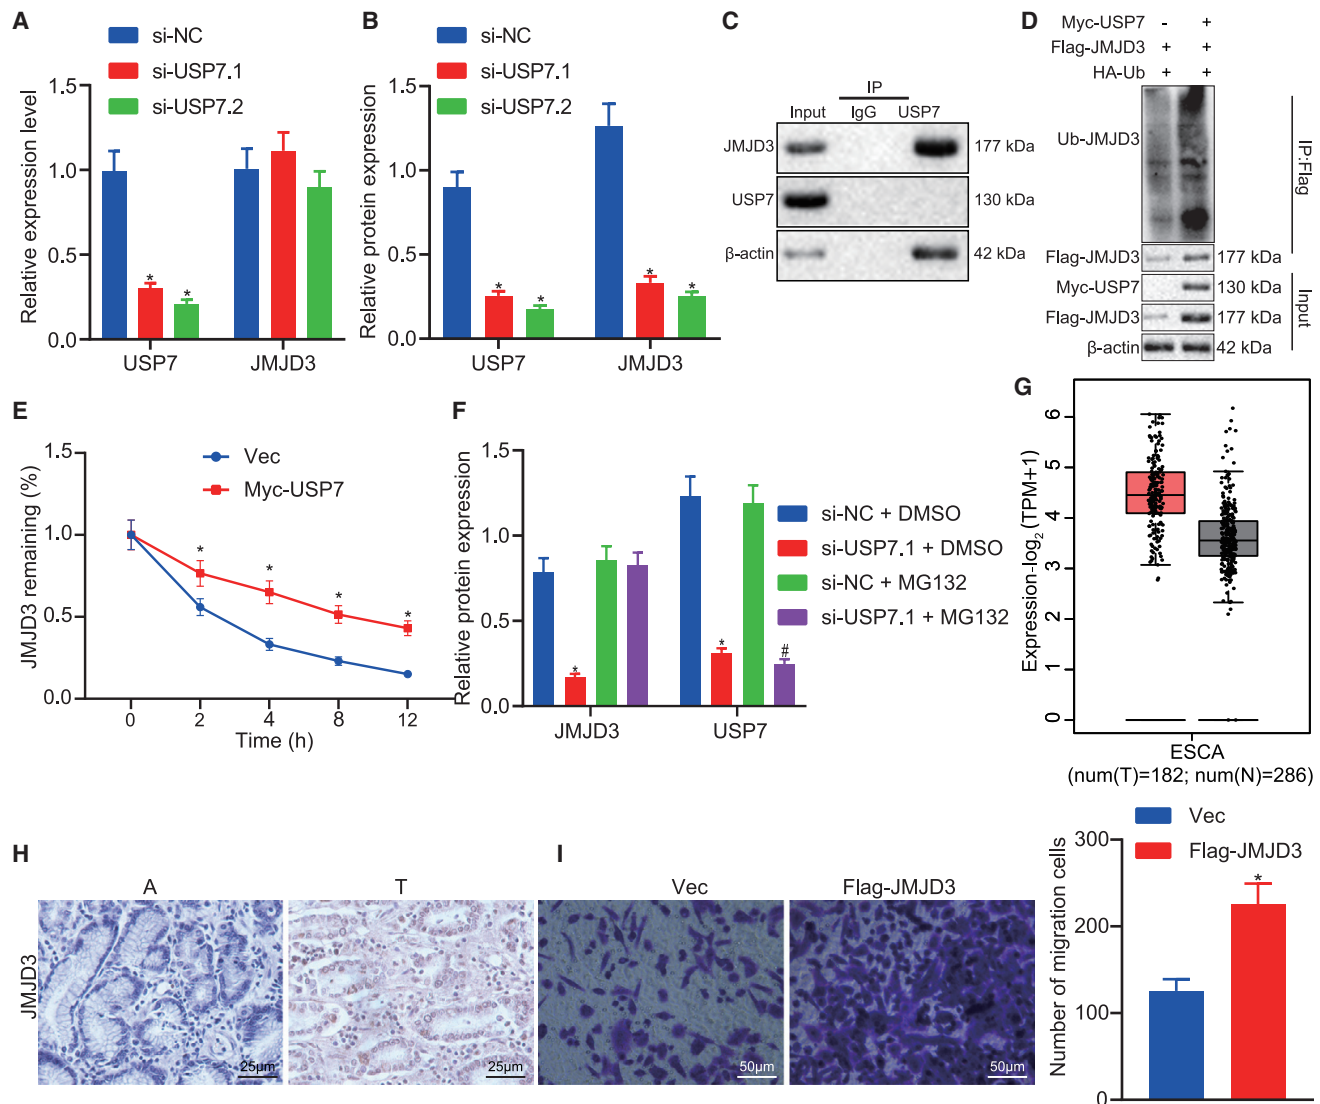 A
si-NC
si-USP7.1
si-USP7.2
Relative expression level
1.5
1.0
0.5
0.0
*
*
USP7
JMJD3
B
si-NC
si-USP7.1
si-USP7.2
Relative protein expression
1.5
1.0
0.5
0.0
*
*
*
*
USP7
JMJD3
C
IP
Input
IgG
USP7
JMJD3
177 kDa
USP7
130 kDa
β-actin
42 kDa
D
Myc-USP7 - +
Flag-JMJD3 + +
HA-Ub + +
Ub-JMJD3
IP:Flag
Flag-JMJD3 177 kDa
Myc-USP7 130 kDa
Flag-JMJD3 177 kDa
β-actin 42 kDa
Input
E
Vec
Myc-USP7
JMJD3 remaining (%)
1.5
1.0
0.5
0.0
*
*
*
*
0 2 4 8 12
Time (h)
F
Relative protein expression
1.5
1.0
0.5
0.0
*
*
#
JMJD3
USP7
si-NC + DMSO
si-USP7.1 + DMSO
si-NC + MG132
si-USP7.1 + MG132
G
Expression-log₂(TPM+1)
6
5
4
3
2
1
0
ESCA
(num(T)=182; num(N)=286)
H
A
T
JMJD3
25μm
25μm
I
Vec
Flag-JMJD3
50μm
50μm
Vec
Flag-JMJD3
Number of migration cells
300
200
100
0
*